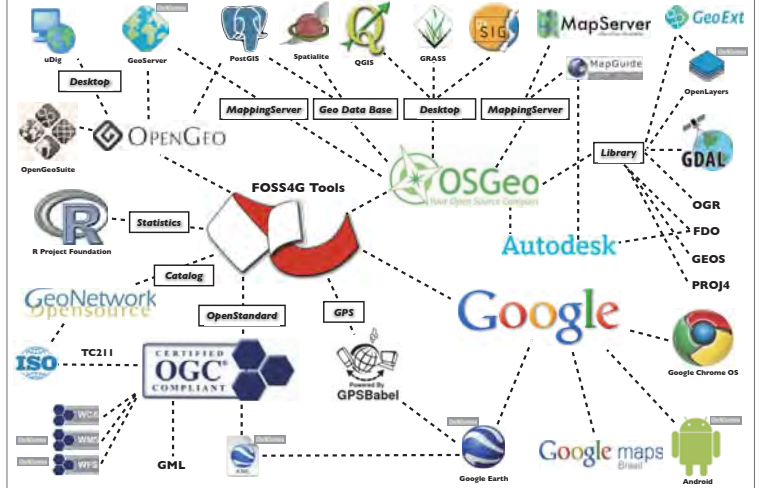 uDig
GeoServer
PostGIS
Spatialite
QGIS
GRASS
SIG
MapServer
MapGuide
GeoExt
OpenLayers
Desktop
MappingServer
Geo Data Base
Desktop
MappingServer
OpenGeoSuite
OPENGEO
OSGeo
Your Open Source Compass
Library
GDAL
FOSS4G Tools
R
R Project Foundation
Statistics
OGR
FDO
Autodesk
GEOS
PROJ4
Catalog
GeoNetwork
Opensource
OpenStandard
GPS
Google
ISO
TC211
CERTIFIED
OGC®
COMPLIANT
Powered By
GPSBabel
Google Chrome OS
WCS
WMS
WFS
GML
KML
Google Earth
Google maps
Brasil
Android